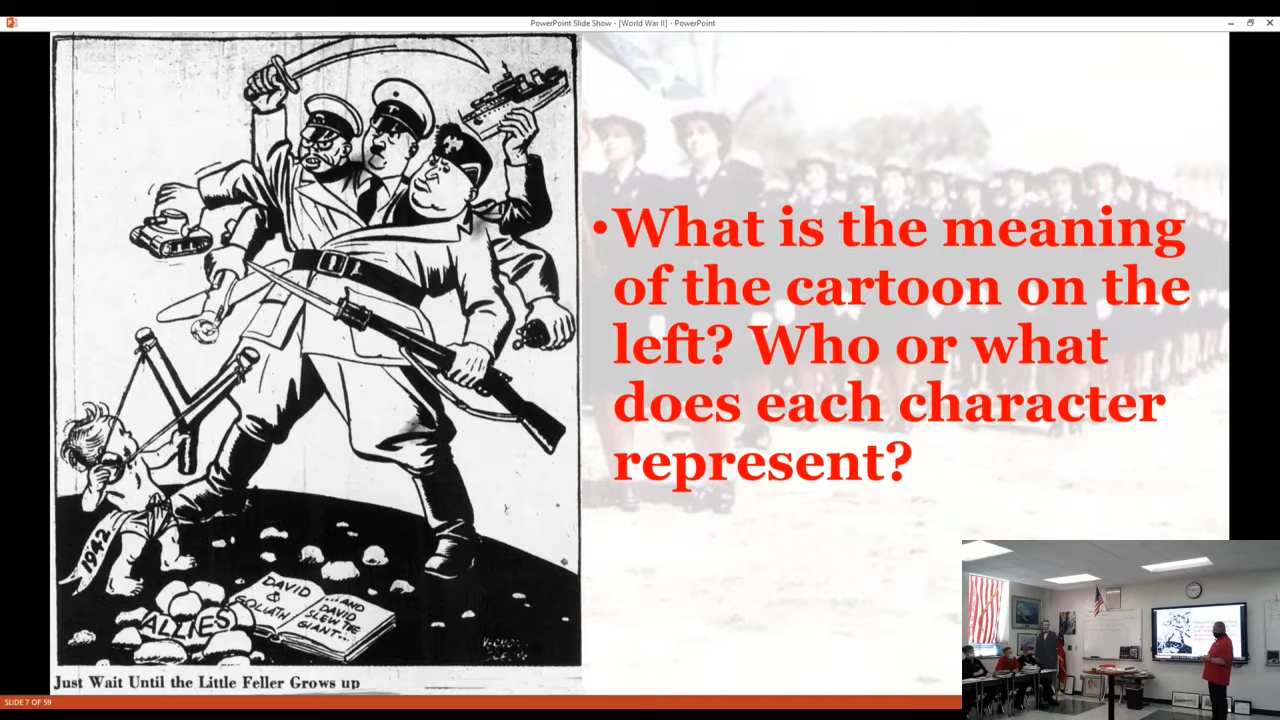 PowerPoint Slide Show - [World War II] - PowerPoint
1942
ALLIES
DAVID
&
GOLIATH
...AND
DAVID
SLEW THE
GIANT...
Just Wait Until the Little Feller Grows up
•What is the meaning
of the cartoon on the
left? Who or what
does each character
represent?
SLIDE 7 OF 59